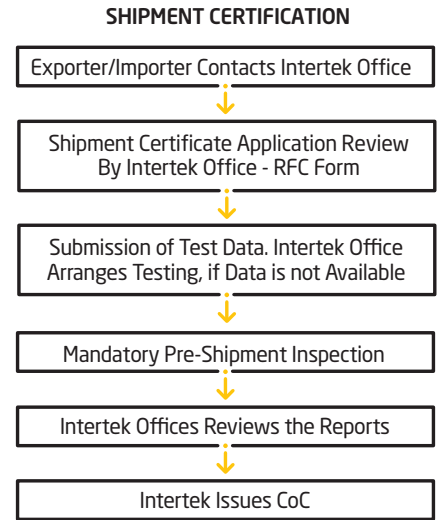 SHIPMENT CERTIFICATION
Exporter/Importer Contacts Intertek Office
Shipment Certificate Application Review
By Intertek Office - RFC Form
Submission of Test Data. Intertek Office
Arranges Testing, if Data is not Available
Mandatory Pre-Shipment Inspection
Intertek Offices Reviews the Reports
Intertek Issues CoC